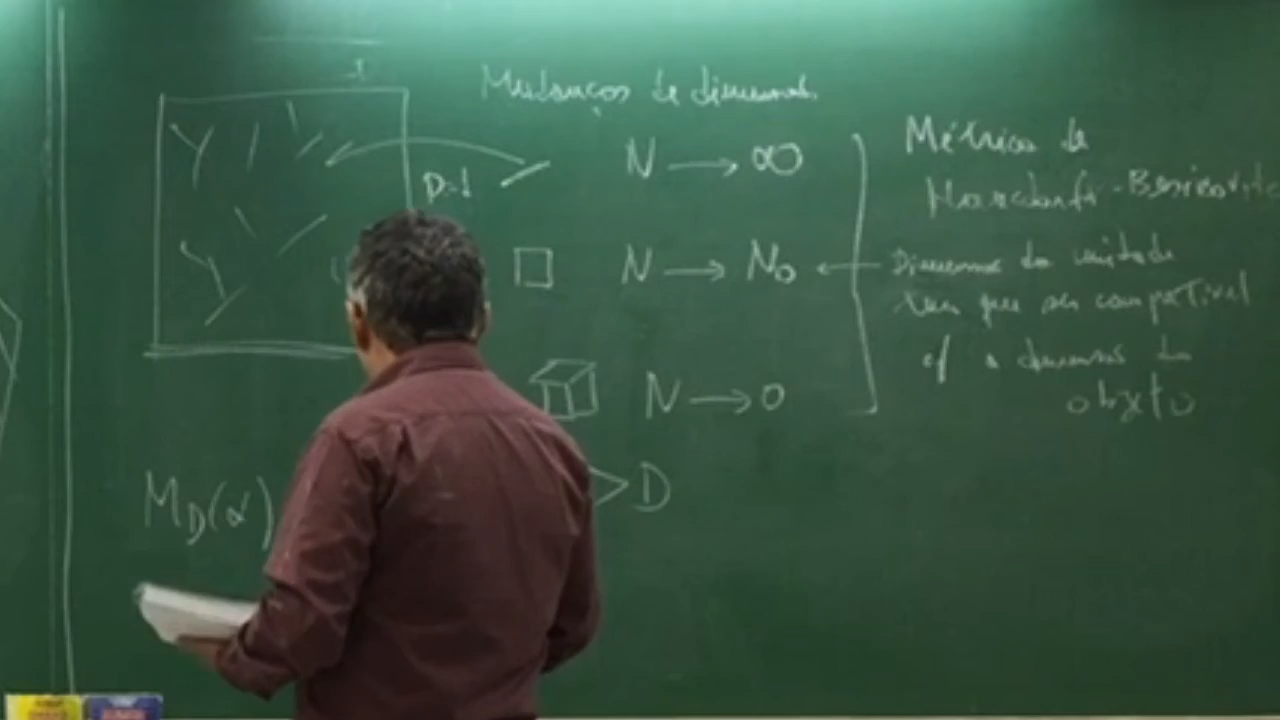 Mudanças de dimensão
D=1
N → ∞
N → N₀
N → 0
M_D(α)
> D
Métrica de
Hausdorff-Besicovitc
Dimensão da unidade
tem que ser compatível
c/ a dimensão do
objeto